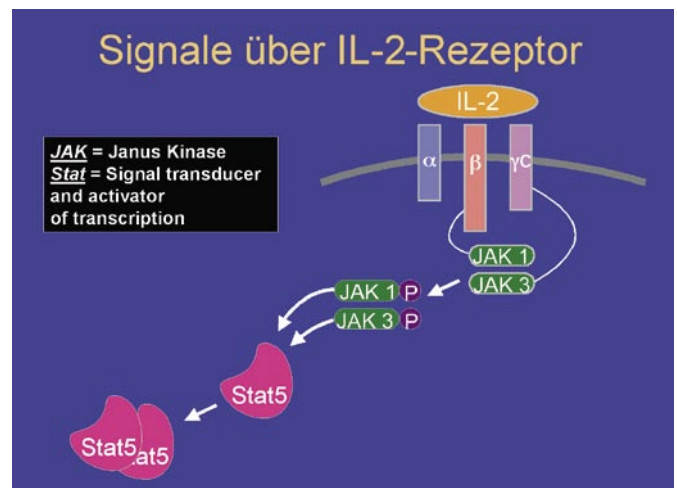 Signale über IL-2-Rezeptor
IL-2
JAK = Janus Kinase
Stat = Signal transducer
and activator
of transcription
α
β
γC
JAK 1
JAK 3
JAK 1 P
JAK 3 P
Stat5
Stat5
at5